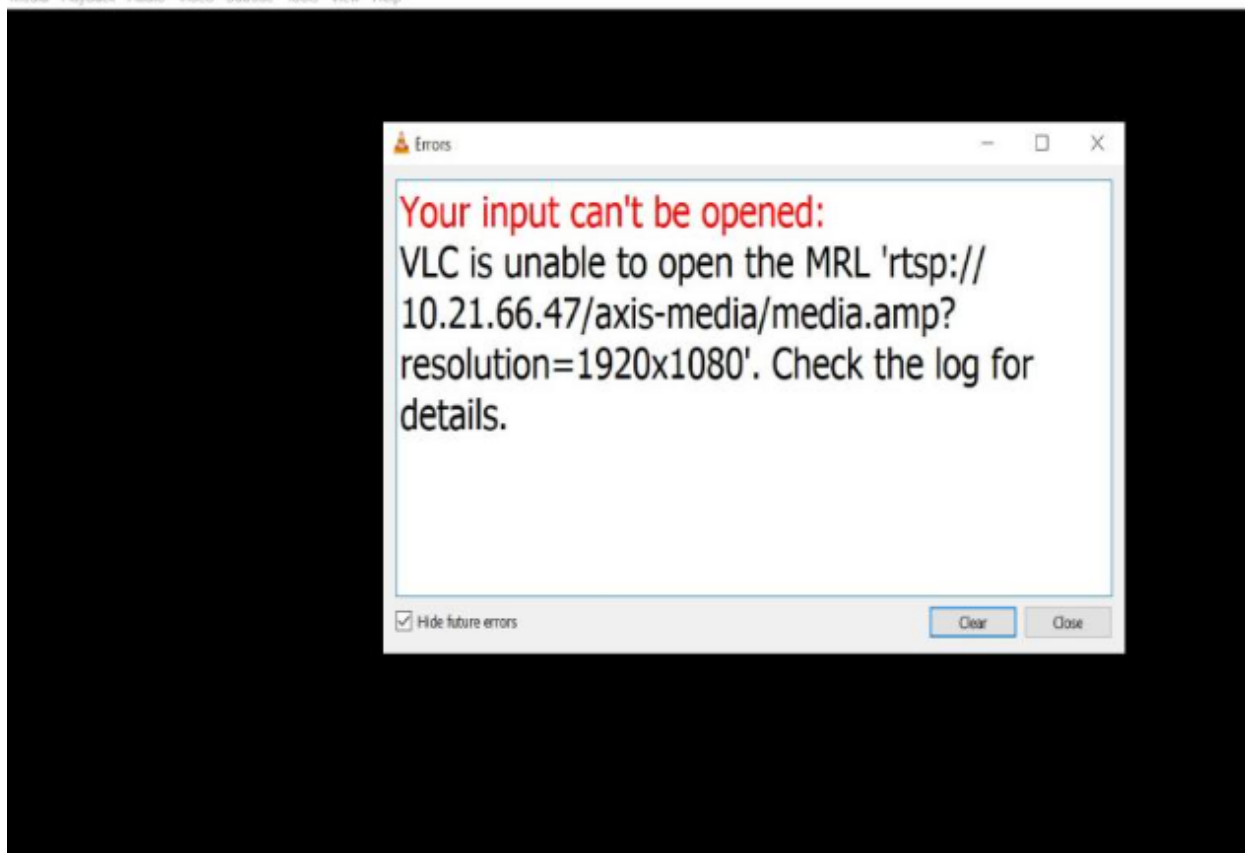 Errors
Your input can't be opened:
VLC is unable to open the MRL 'rtsp://
10.21.66.47/axis-media/media.amp?
resolution=1920x1080'. Check the log for
details.
Hide future errors
Clear
Close